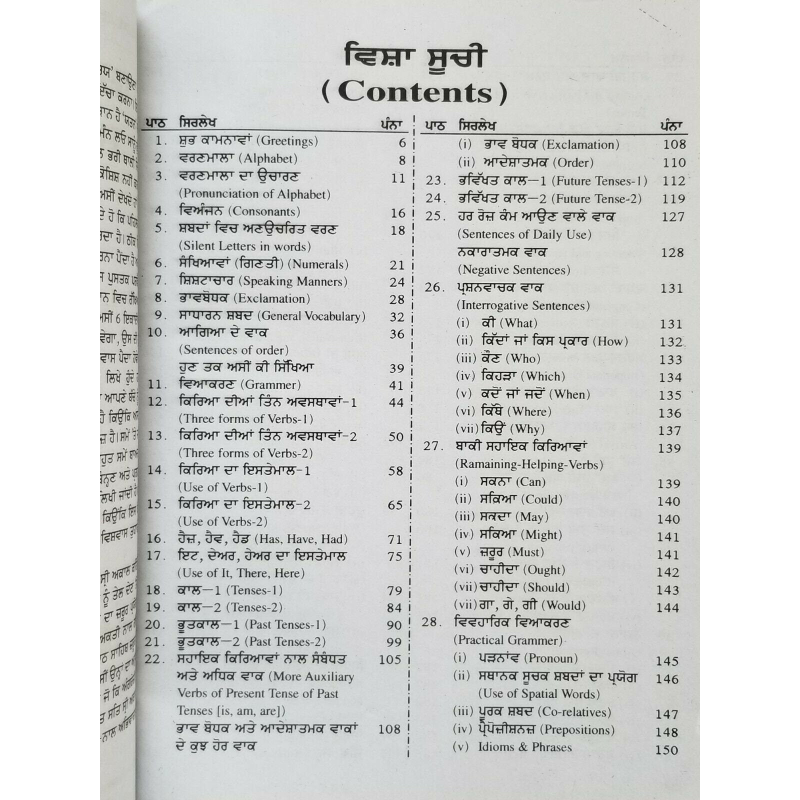 ਵਿਸ਼ਾ ਸੂਚੀ
(Contents)
ਪਾਠ ਸਿਰਲੇਖ ਪੰਨਾ
1. ਸ਼ੁਭ ਕਾਮਨਾਵਾਂ (Greetings) 6
2. ਵਰਣਮਾਲਾ (Alphabet) 8
3. ਵਰਣਮਾਲਾ ਦਾ ਉਚਾਰਣ 11
(Pronunciation of Alphabet)
4. ਵਿਅੰਜਨ (Consonants) 16
5. ਸ਼ਬਦਾਂ ਵਿਚ ਅਣਉਚਰਿਤ ਵਰਣ 18
(Silent Letters in words)
6. ਸੰਖਿਆਵਾਂ (ਗਿਣਤੀ) (Numerals) 21
7. ਸ਼ਿਸ਼ਟਾਚਾਰ (Speaking Manners) 24
8. ਭਾਵਬੋਧਕ (Exclamation) 28
9. ਸਾਧਾਰਨ ਸ਼ਬਦ (General Vocabulary) 32
10. ਆਗਿਆ ਦੇ ਵਾਕ 36
(Sentences of order)
ਹੁਣ ਤਕ ਅਸੀਂ ਕੀ ਸਿੱਖਿਆ 39
11. ਵਿਆਕਰਣ (Grammer) 41
12. ਕਿਰਿਆ ਦੀਆਂ ਤਿੰਨ ਅਵਸਥਾਵਾਂ-1 44
(Three forms of Verbs-1)
13. ਕਿਰਿਆ ਦੀਆਂ ਤਿੰਨ ਅਵਸਥਾਵਾਂ-2 50
(Three forms of Verbs-2)
14. ਕਿਰਿਆ ਦਾ ਇਸਤੇਮਾਲ-1 58
(Use of Verbs-1)
15. ਕਿਰਿਆ ਦਾ ਇਸਤੇਮਾਲ-2 65
(Use of Verbs-2)
16. ਹੈਜ਼, ਹੈਵ, ਹੈਡ (Has, Have, Had) 71
17. ਇਟ, ਦੇਅਰ, ਹੇਅਰ ਦਾ ਇਸਤੇਮਾਲ 75
(Use of It, There, Here)
18. ਕਾਲ–1 (Tenses-1) 79
19. ਕਾਲ–2 (Tenses-2) 84
20. ਭੂਤਕਾਲ–1 (Past Tenses-1) 90
21. ਭੂਤਕਾਲ–2 (Past Tenses-2) 99
22. ਸਹਾਇਕ ਕਿਰਿਆਵਾਂ ਨਾਲ ਸੰਬੰਧਤ 105
ਅਤੇ ਅਧਿਕ ਵਾਕ (More Auxiliary
Verbs of Present Tense of Past
Tenses [is, am, are])
ਭਾਵ ਬੋਧਕ ਅਤੇ ਆਦੇਸ਼ਾਤਮਕ ਵਾਕਾਂ 108
ਦੇ ਕੁਝ ਹੋਰ ਵਾਕ
ਪਾਠ ਸਿਰਲੇਖ ਪੰਨਾ
(i) ਭਾਵ ਬੋਧਕ (Exclamation) 108
(ii) ਆਦੇਸ਼ਾਤਮਕ (Order) 110
23. ਭਵਿੱਖਤ ਕਾਲ–1 (Future Tenses-1) 112
24. ਭਵਿੱਖਤ ਕਾਲ–2 (Future Tense-2) 119
25. ਹਰ ਰੋਜ਼ ਕੰਮ ਆਉਣ ਵਾਲੇ ਵਾਕ 127
(Sentences of Daily Use)
ਨਕਾਰਾਤਮਕ ਵਾਕ 128
(Negative Sentences)
26. ਪ੍ਰਸ਼ਨਵਾਚਕ ਵਾਕ 131
(Interrogative Sentences)
(i) ਕੀ (What) 131
(ii) ਕਿੱਦਾਂ ਜਾਂ ਕਿਸ ਪ੍ਰਕਾਰ (How) 132
(iii) ਕੌਣ (Who) 133
(iv) ਕਿਹੜਾ (Which) 134
(v) ਕਦੋਂ ਜਾਂ ਜਦੋਂ (When) 135
(vi) ਕਿੱਥੇ (Where) 136
(vii) ਕਿਉਂ (Why) 137
27. ਬਾਕੀ ਸਹਾਇਕ ਕਿਰਿਆਵਾਂ 139
(Ramaining-Helping-Verbs)
(i) ਸਕਨਾ (Can) 139
(ii) ਸਕਿਆ (Could) 140
(iii) ਸਕਦਾ (May) 140
(iv) ਸਕਿਆ (Might) 141
(v) ਜ਼ਰੂਰ (Must) 141
(vi) ਚਾਹੀਦਾ (Ought) 142
(vii) ਚਾਹੀਦਾ (Should) 143
(vii) ਗਾ, ਗੇ, ਗੀ (Would) 144
28. ਵਿਵਹਾਰਿਕ ਵਿਆਕਰਣ
(Practical Grammer)
(i) ਪੜਨਾਂਵ (Pronoun) 145
(ii) ਸਥਾਨਕ ਸੂਚਕ ਸ਼ਬਦਾਂ ਦਾ ਪ੍ਰਯੋਗ 146
(Use of Spatial Words)
(iii) ਪੂਰਕ ਸ਼ਬਦ (Co-relatives) 147
(iv) ਪ੍ਰੀਪੋਜ਼ੀਸ਼ਨਜ਼ (Prepositions) 148
(v) Idioms & Phrases 150